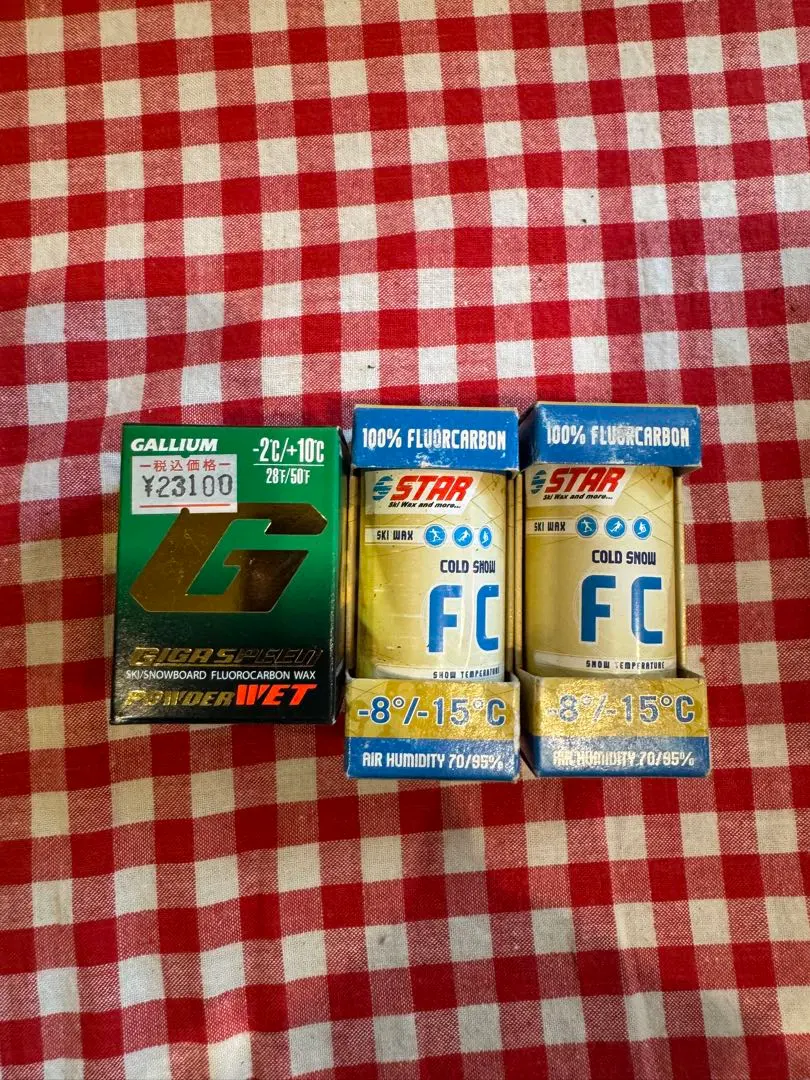 GALLIUM
-2℃/+10℃
28°F/50°F
税込価格
¥23100
G
GIGA SPEED
SKI/SNOWBOARD FLUOROCARBON WAX
POWDER WET
100% FLUORCARBON
STAR
Ski Wax and more...
SKI WAX
COLD SNOW
FC
SNOW TEMPERATURE
-8°/-15°C
AIR HUMIDITY 70/95%
100% FLUORCARBON
STAR
Ski Wax and more...
SKI WAX
COLD SNOW
FC
SNOW TEMPERATURE
-8°/-15°C
AIR HUMIDITY 70/95%